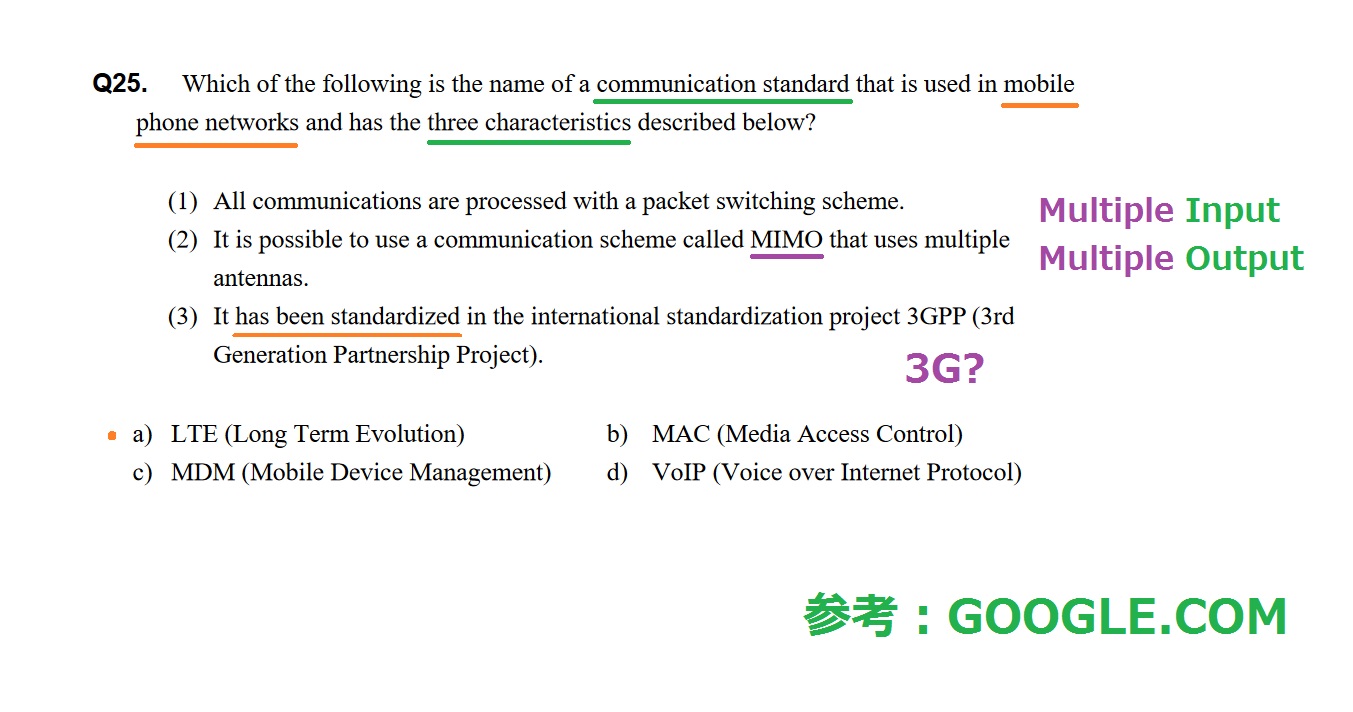 Q25. Which of the following is the name of a communication standard that is used in mobile
phone networks and has the three characteristics described below?
(1) All communications are processed with a packet switching scheme.
(2) It is possible to use a communication scheme called MIMO that uses multiple
antennas.
(3) It has been standardized in the international standardization project 3GPP (3rd
Generation Partnership Project).
Multiple Input
Multiple Output
3G?
a) LTE (Long Term Evolution)
b) MAC (Media Access Control)
c) MDM (Mobile Device Management)
d) VoIP (Voice over Internet Protocol)
参考：GOOGLE.COM